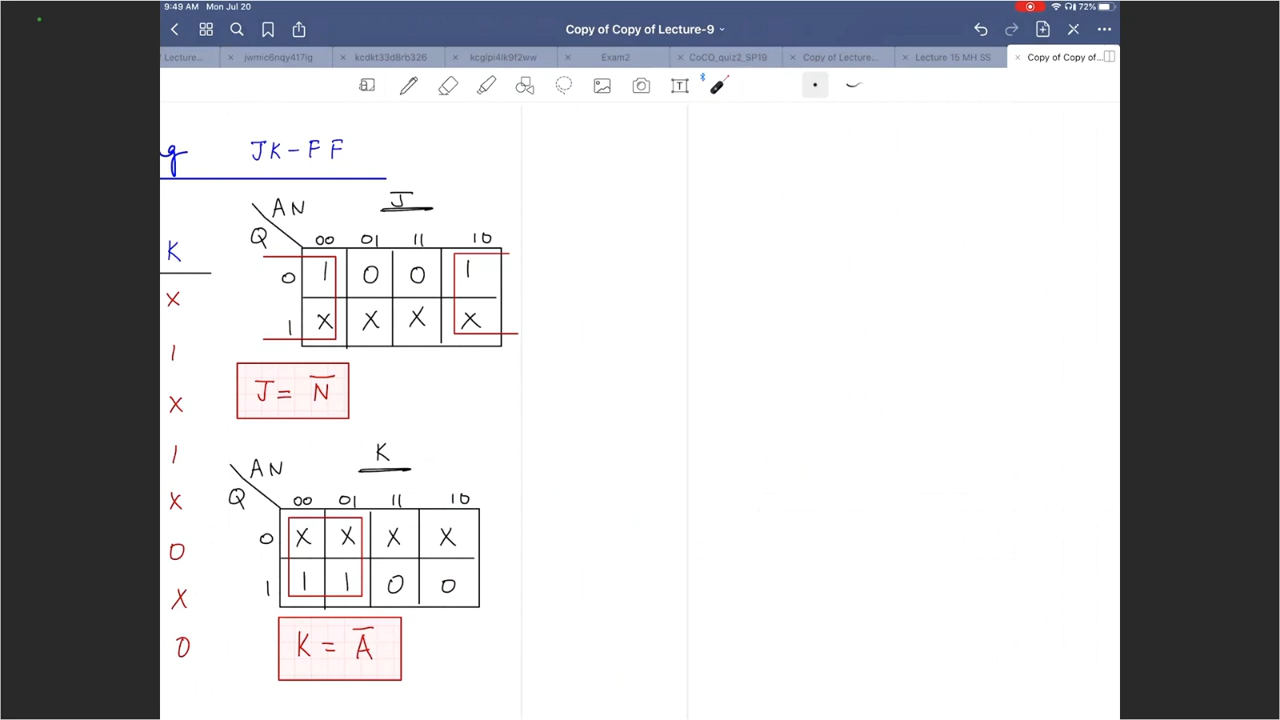 9:49 AM Mon Jul 20
72%
Copy of Copy of Lecture-9
Lecture...
jwmc6nqy417ig
kcdkt33d8rb326
kcgipi4lk9f2ww
Exam2
CoCO_quiz2_SP19
Copy of Lecture...
Lecture 15 MH SS
Copy of Copy of...
T
g JK-FF
AN J
Q 00 01 11 10
K
0 1 0 0 1
X
1 X X X X
1
J = N̅
X
K
AN
1
Q 00 01 11 10
X
0 X X X X
0
1 1 1 0 0
X
K = A̅
0